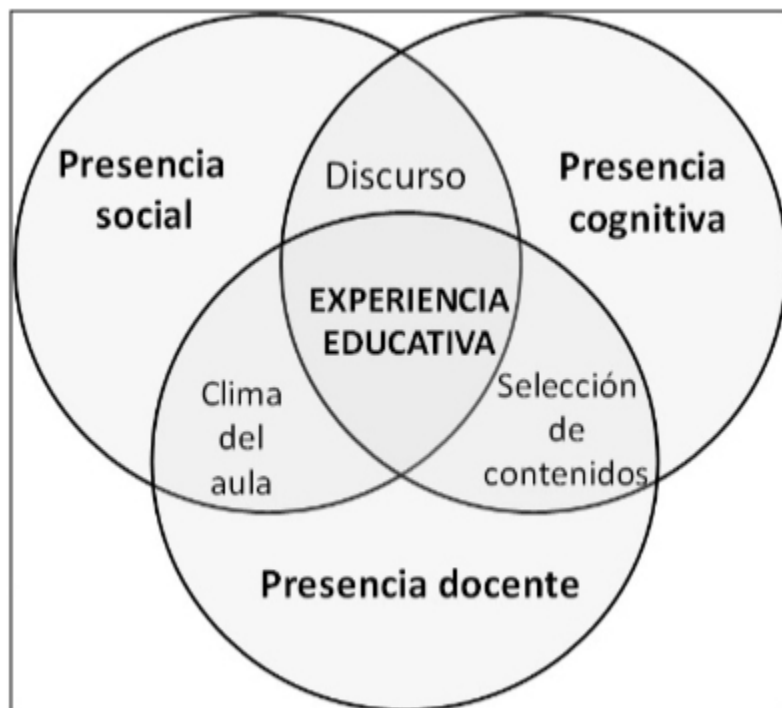 Presencia
social
Discurso
Presencia
cognitiva
EXPERIENCIA
EDUCATIVA
Clima
del
aula
Selección
de
contenidos
Presencia docente